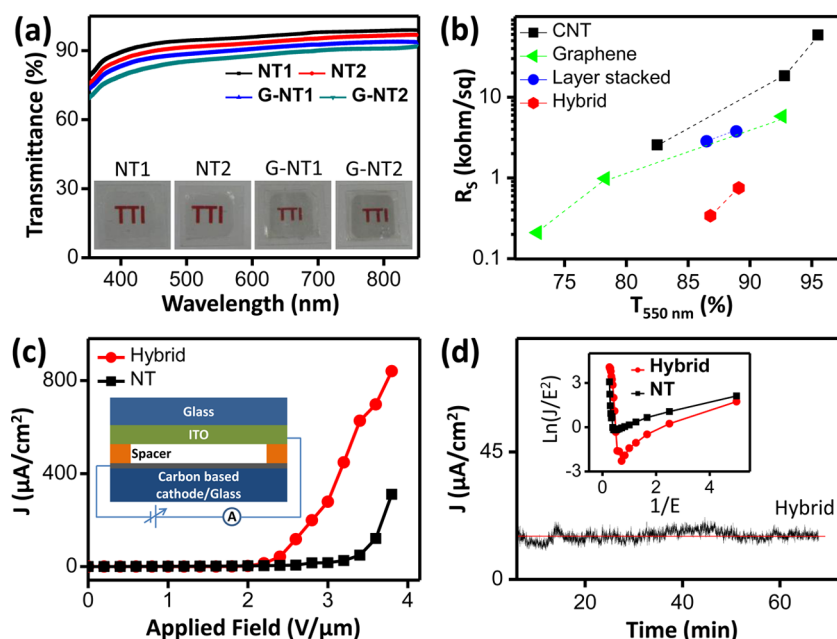 (a)
Transmittance (%)
90
60
30
0
NT1 NT2
G-NT1 G-NT2
NT1 NT2 G-NT1 G-NT2
TTI TTI TTI TTI
400 500 600 700 800
Wavelength (nm)
(b)
R_S (kohm/sq)
10
1
0.1
CNT
Graphene
Layer stacked
Hybrid
75 80 85 90 95
T_550 nm (%)
(c)
J (µA/cm²)
800
400
0
Hybrid
NT
Glass
ITO
Spacer
Carbon based
cathode/Glass
A
0 1 2 3 4
Applied Field (V/µm)
(d)
J (µA/cm²)
45
0
Ln(J/E²)
3
0
−3
Hybrid
NT
0 2 4
1/E
Hybrid
20 40 60
Time (min)